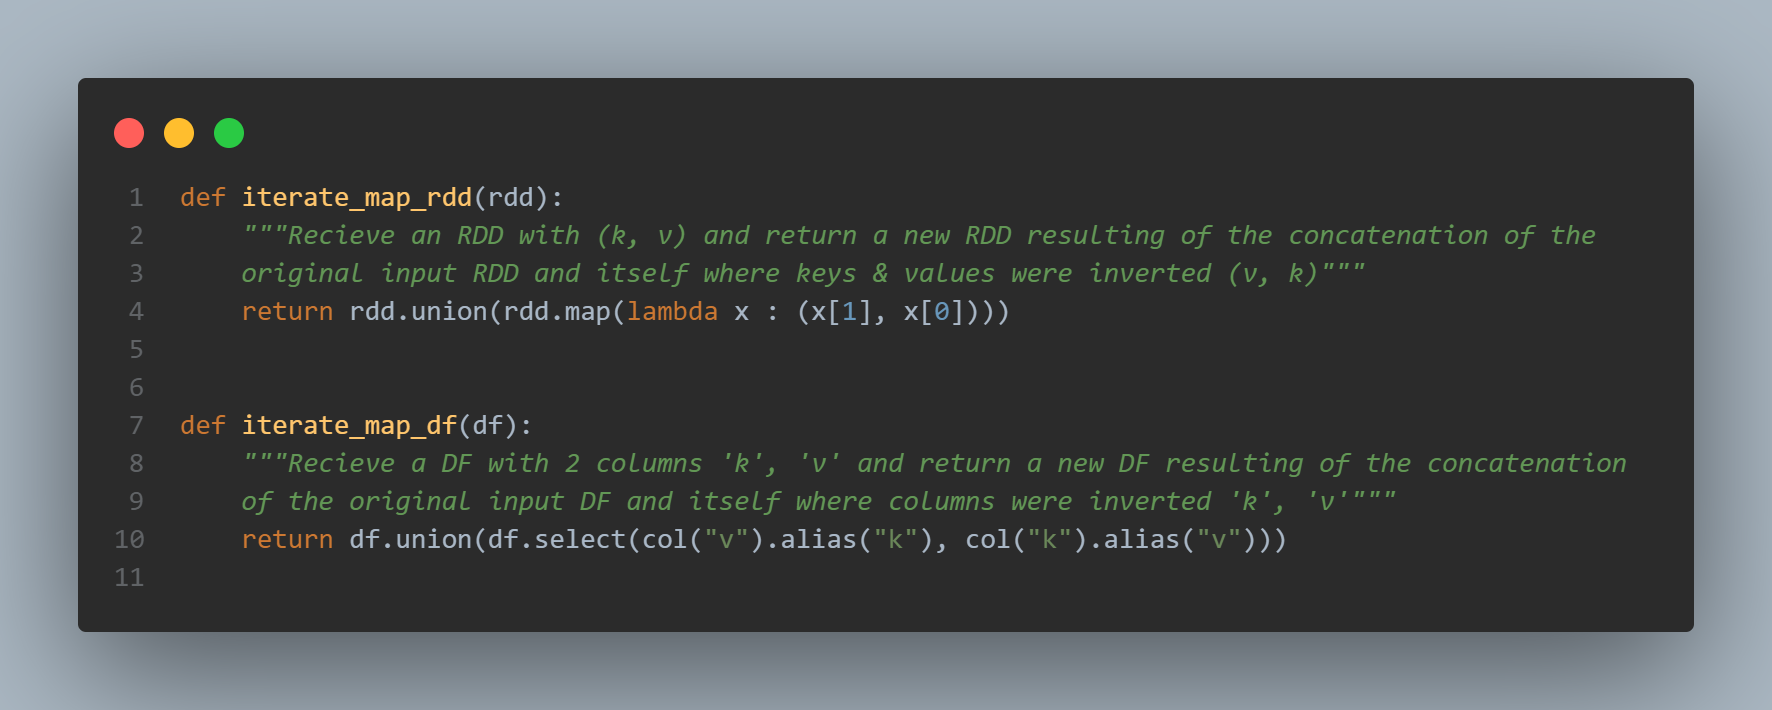 1 def iterate_map_rdd(rdd):
2     """Recieve an RDD with (k, v) and return a new RDD resulting of the concatenation of the
3     original input RDD and itself where keys & values were inverted (v, k)"""
4     return rdd.union(rdd.map(lambda x : (x[1], x[0])))
5
6
7 def iterate_map_df(df):
8     """Recieve a DF with 2 columns 'k', 'v' and return a new DF resulting of the concatenation
9     of the original input DF and itself where columns were inverted 'k', 'v'"""
10     return df.union(df.select(col("v").alias("k"), col("k").alias("v")))
11